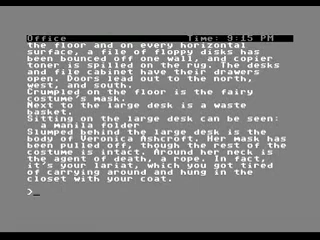 Office Time: 9:15 PM
the floor and on every horizontal
surface, a file of floppy disks has
been bounced off one wall, and copier
toner is spilled on the rug. The desks
and file cabinet have their drawers
open. Doors lead out to the north,
west, and south.
Crumpled on the floor is the fairy
costume's mask.
Next to the large desk is a waste
basket.
Sitting on the large desk can be seen:
a manila folder
Slumped behind the large desk is the
body of Veronica Ashcroft. Her mask has
been pulled off, though the rest of the
costume is intact. Around her neck is
the agent of death, a rope. In fact,
it's your lariat, which you got tired
of carrying around and hung in the
closet with your coat.
>